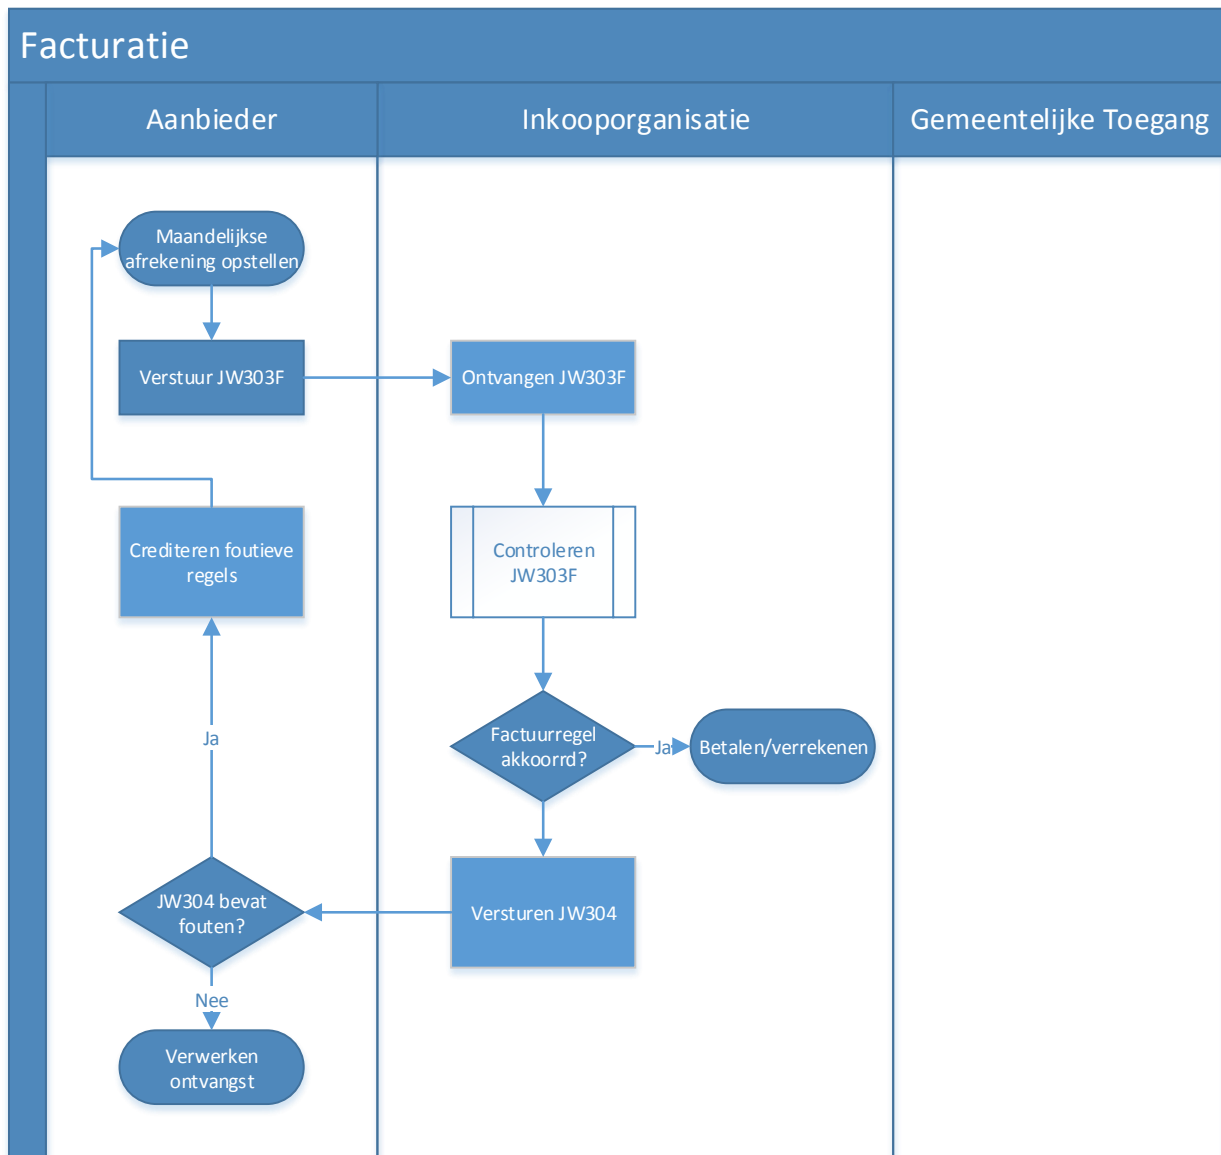 Facturatie
Aanbieder
Inkooporganisatie
Gemeentelijke Toegang
Maandelijkse
afrekening opstellen
Verstuur JW303F
Ontvangen JW303F
Crediteren foutieve
regels
Controleren
JW303F
Factuurregel
akkoorrd?
Ja
Betalen/verrekenen
Ja
JW304 bevat
fouten?
Versturen JW304
Nee
Verwerken
ontvangst